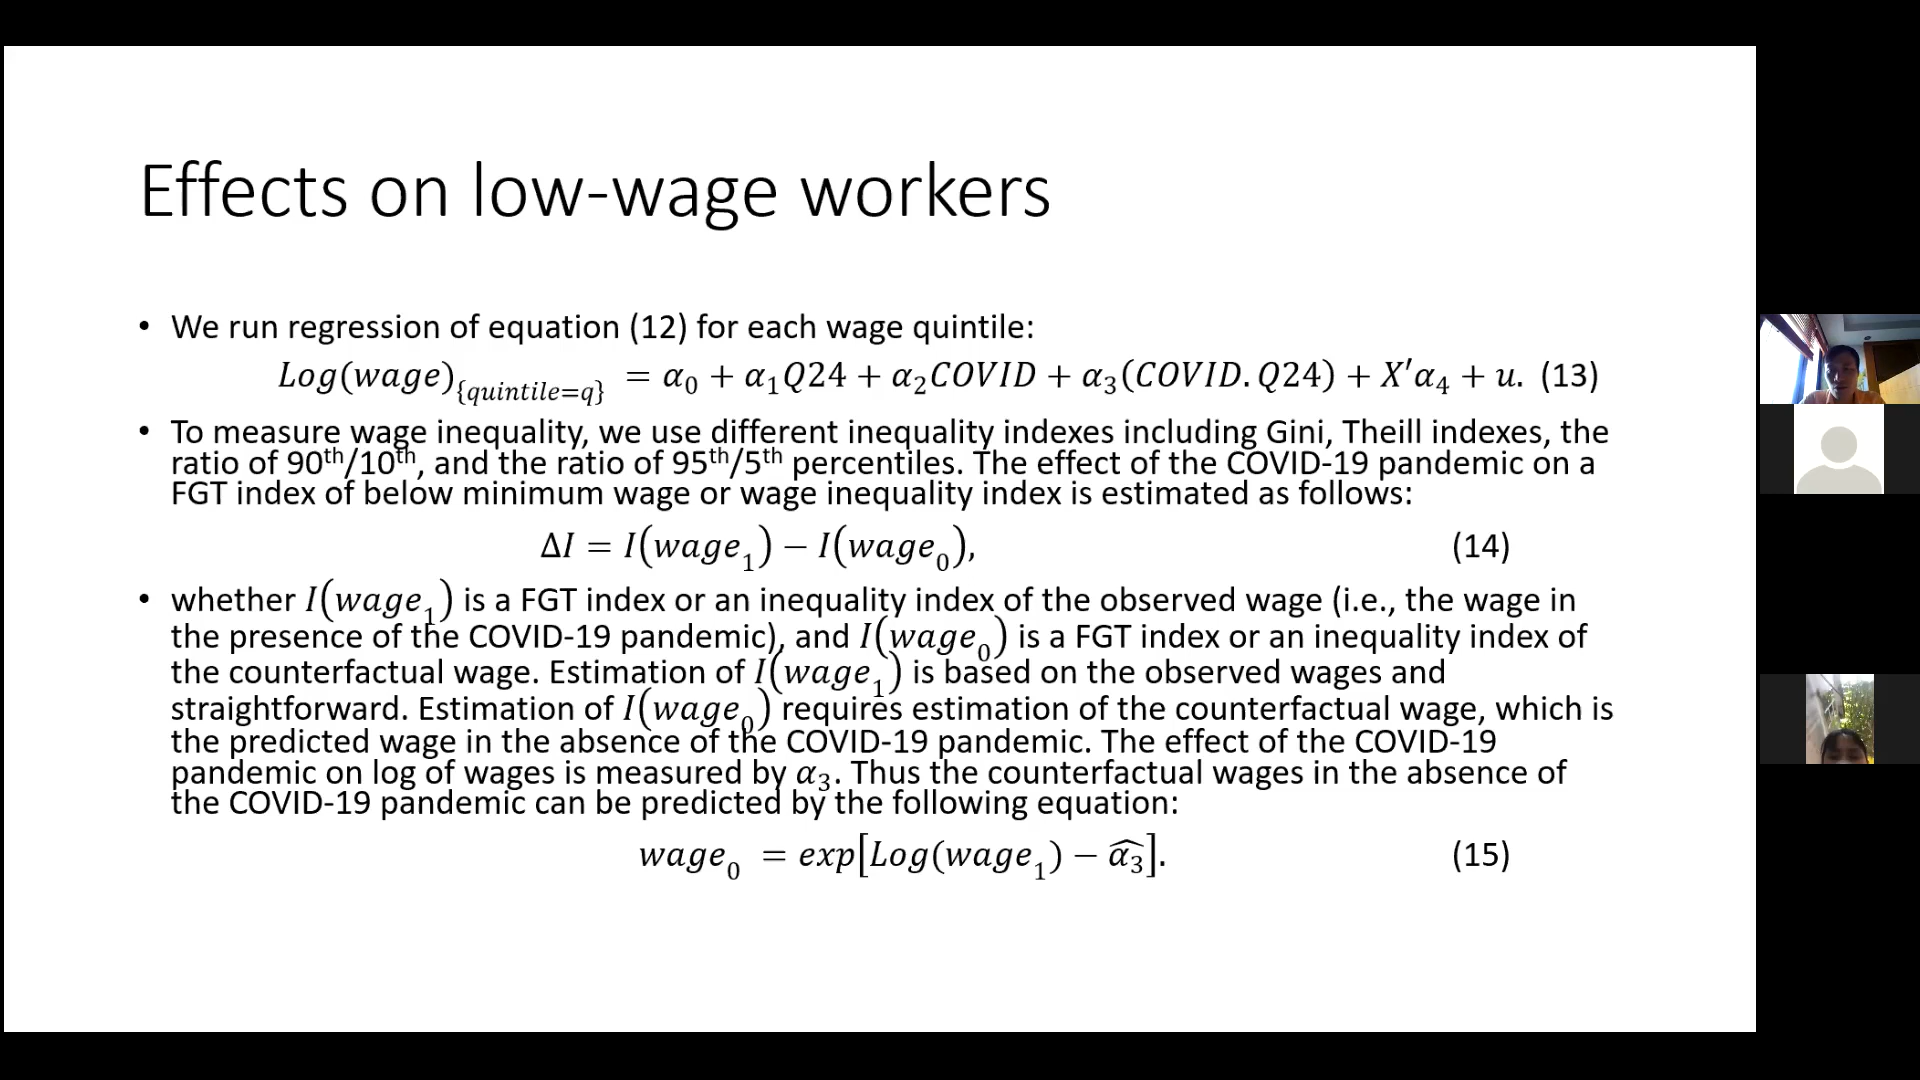 Effects on low-wage workers
• We run regression of equation (12) for each wage quintile:
Log(wage)_{quintile=q} = α₀ + α₁Q24 + α₂COVID + α₃(COVID.Q24) + X′α₄ + u. (13)
• To measure wage inequality, we use different inequality indexes including Gini, Theill indexes, the
ratio of 90th/10th, and the ratio of 95th/5th percentiles. The effect of the COVID-19 pandemic on a
FGT index of below minimum wage or wage inequality index is estimated as follows:
ΔI = I(wage₁) − I(wage₀), (14)
• whether I(wage₁) is a FGT index or an inequality index of the observed wage (i.e., the wage in
the presence of the COVID-19 pandemic), and I(wage₀) is a FGT index or an inequality index of
the counterfactual wage. Estimation of I(wage₁) is based on the observed wages and
straightforward. Estimation of I(wage₀) requires estimation of the counterfactual wage, which is
the predicted wage in the absence of the COVID-19 pandemic. The effect of the COVID-19
pandemic on log of wages is measured by α₃. Thus the counterfactual wages in the absence of
the COVID-19 pandemic can be predicted by the following equation:
wage₀ = exp[Log(wage₁) − α̂₃]. (15)